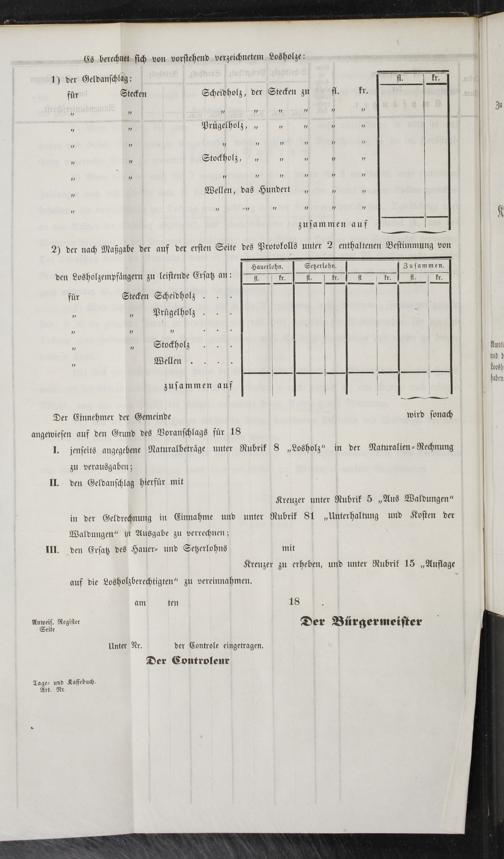 Es berechnet sich von vorstehend verzeichnetem Losholze:
1) der Geldanschlag: fl. kr.
für Stecken Scheidholz, der Stecken zu fl. kr.
„ „ „ „ „ „ „ „
„ „ Prügelholz, „ „ „ „ „
„ „ „ „ „ „ „ „
„ „ Stockholz, „ „ „ „ „
„ „ „ „ „ „ „ „
„ Wellen, das Hundert „ „ „
„ „ „ „ „ „ „
zusammen auf
2) der nach Maßgabe der auf der ersten Seite des Protokolls unter 2 enthaltenen Bestimmung von
den Losholzempfängern zu leistende Ersatz an: Hauerlohn. Setzerlohn. Zusammen.
fl. kr. fl. kr. fl. kr. fl. kr.
für Stecken Scheidholz . . .
„ „ Prügelholz . . .
„ „ „ . . .
„ „ Stockholz . . .
„ Wellen . . . .
zusammen auf
Der Einnehmer der Gemeinde wird sonach
angewiesen auf den Grund des Voranschlags für 18
I. jenseits angegebene Naturalbeträge unter Rubrik 8 „Losholz“ in der Naturalien-Rechnung
zu verausgaben;
II. den Geldanschlag hierfür mit
Kreuzer unter Rubrik 5 „Aus Waldungen“
in der Geldrechnung in Einnahme und unter Rubrik 81 „Unterhaltung und Kosten der
Waldungen“ in Ausgabe zu verrechnen;
III. den Ersatz des Hauer- und Setzerlohns mit
Kreuzer zu erheben, und unter Rubrik 15 „Auflage
auf die Losholzberechtigten“ zu vereinnahmen.
am ten 18 .
Anweis. Register
Seite
Der Bürgermeister
Unter Nr. der Controle eingetragen.
Der Controleur
Tage- und Kassebuch.
Art. Nr.